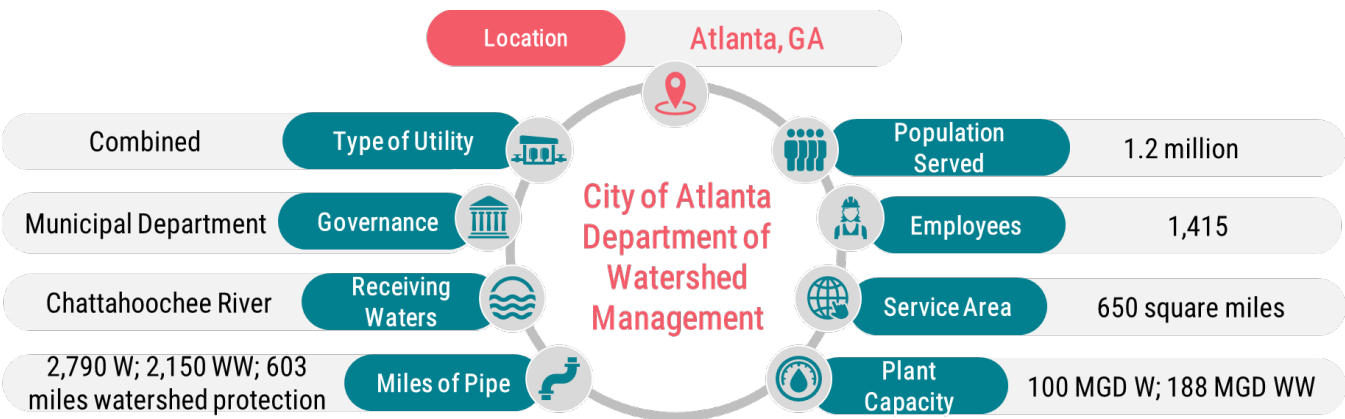 Location
Atlanta, GA
Combined
Type of Utility
Municipal Department
Governance
Chattahoochee River
Receiving
Waters
2,790 W; 2,150 WW; 603
miles watershed protection
Miles of Pipe
City of Atlanta
Department of
Watershed
Management
Population
Served
1.2 million
Employees
1,415
Service Area
650 square miles
Plant
Capacity
100 MGD W; 188 MGD WW